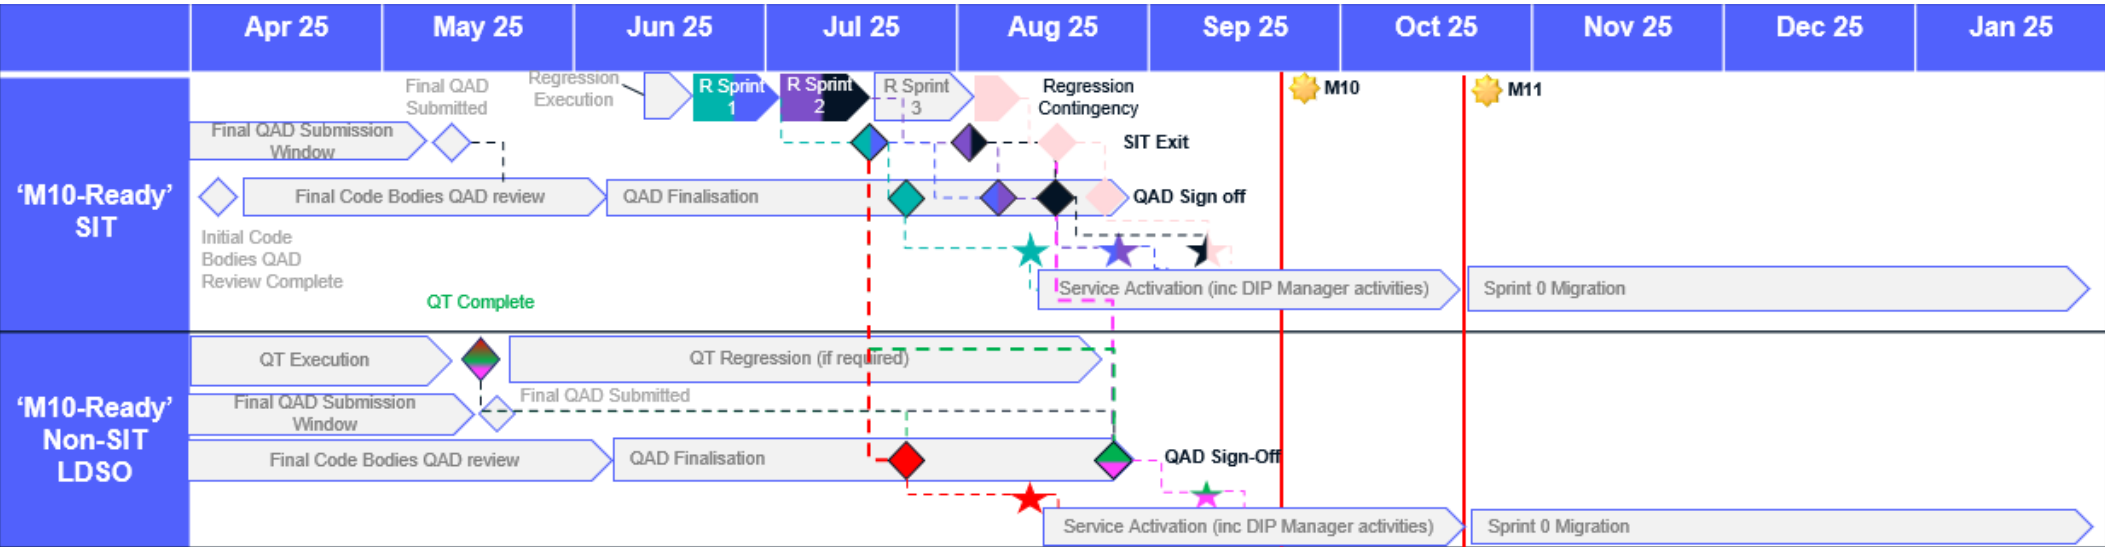 Apr 25
May 25
Jun 25
Jul 25
Aug 25
Sep 25
Oct 25
Nov 25
Dec 25
Jan 25
‘M10-Ready’
SIT
Final QAD
Submitted
Regression
Execution
R Sprint
1
R Sprint
2
R Sprint
3
Regression
Contingency
M10
M11
Final QAD Submission
Window
SIT Exit
Final Code Bodies QAD review
QAD Finalisation
QAD Sign off
Initial Code
Bodies QAD
Review Complete
Service Activation (inc DIP Manager activities)
Sprint 0 Migration
QT Complete
‘M10-Ready’
Non-SIT
LDSO
QT Execution
QT Regression (if required)
Final QAD Submission
Window
Final QAD Submitted
Final Code Bodies QAD review
QAD Finalisation
QAD Sign-Off
Service Activation (inc DIP Manager activities)
Sprint 0 Migration